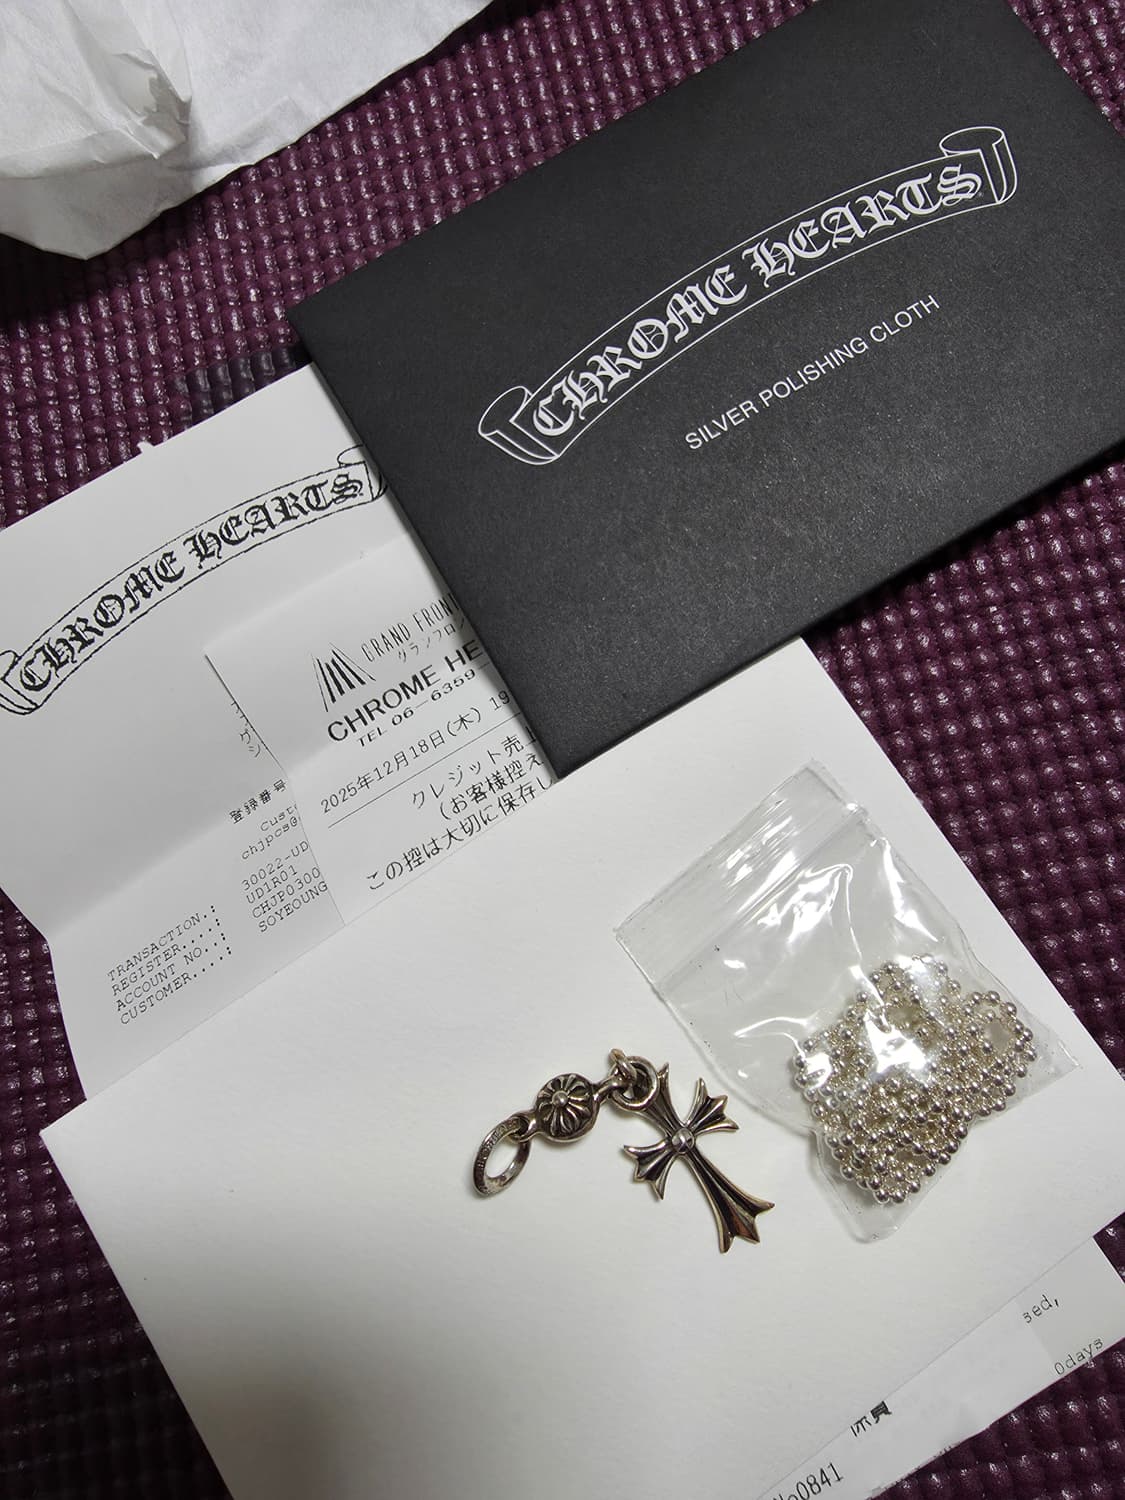 CHROME HEARTS
SILVER POLISHING CLOTH
CHROME HEARTS
GRAND FRON
グランフロン
CHROME HE
TEL 06-6359
2025年12月18日(木) 19
クレジット売
(お客様控え
この控は大切に保存し
登録番号
Cust
chjpcs@
TRANSACTION.: 30022-UD
REGISTER....: UD1R01
ACCOUNT NO..: CHJP0300
CUSTOMER....: SOYEOUNG
sed,
0days
No0841